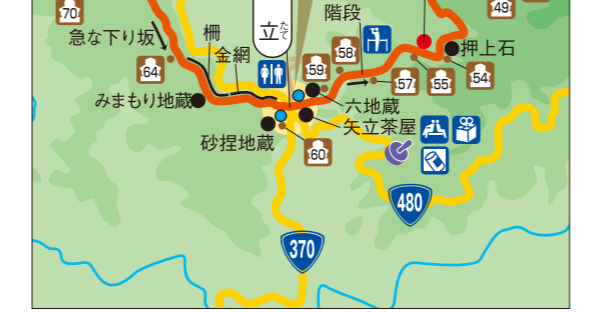 70
急な下り坂
64
柵
金網
みまもり地蔵
砂捏地蔵
立
たて
59
58
60
階段
六地蔵
矢立茶屋
57
55
54
押上石
49
480
370